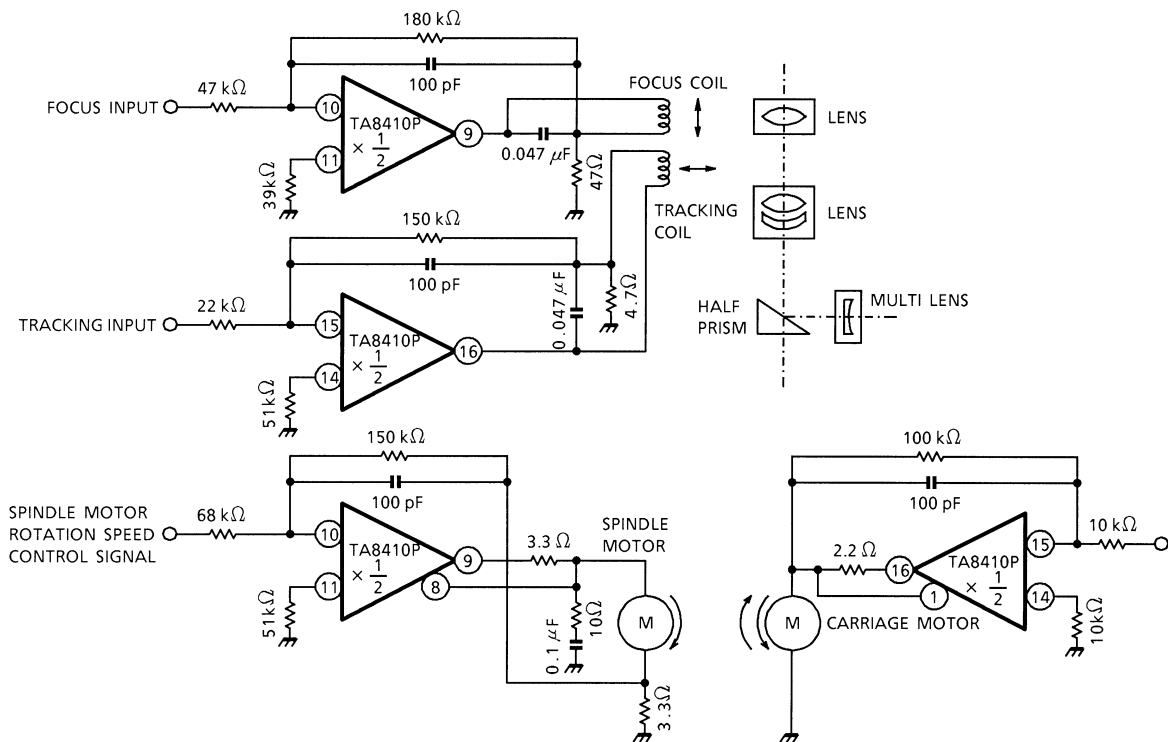 180 kΩ
100 pF
47 kΩ
FOCUS INPUT
10
TA8410P
× 1/2
9
11
39kΩ
0.047 μF
47Ω
FOCUS COIL
LENS
150 kΩ
100 pF
TRACKING
COIL
LENS
22 kΩ
TRACKING INPUT
15
TA8410P
× 1/2
16
14
51kΩ
0.047 μF
4.7Ω
HALF
PRISM
MULTI LENS
150 kΩ
100 pF
SPINDLE MOTOR
ROTATION SPEED
CONTROL SIGNAL
68 kΩ
10
TA8410P
× 1/2
9
8
11
51kΩ
3.3 Ω
10Ω
0.1 μF
SPINDLE
MOTOR
M
3.3Ω
100 kΩ
100 pF
10 kΩ
15
2.2 Ω
16
TA8410P
× 1/2
1
14
10kΩ
M
CARRIAGE MOTOR